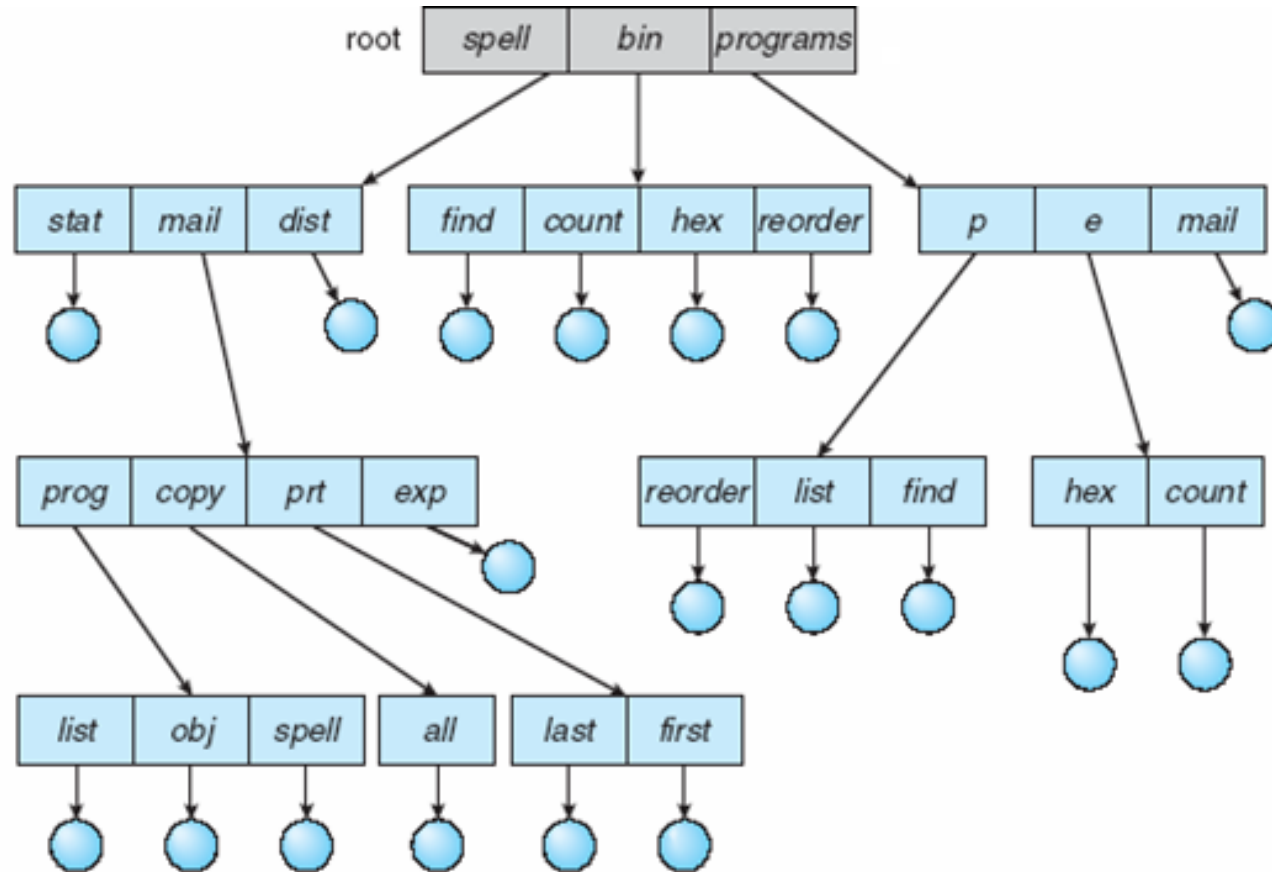 root spell bin programs
stat mail dist find count hex reorder p e mail
prog copy prt exp reorder list find hex count
list obj spell all last first